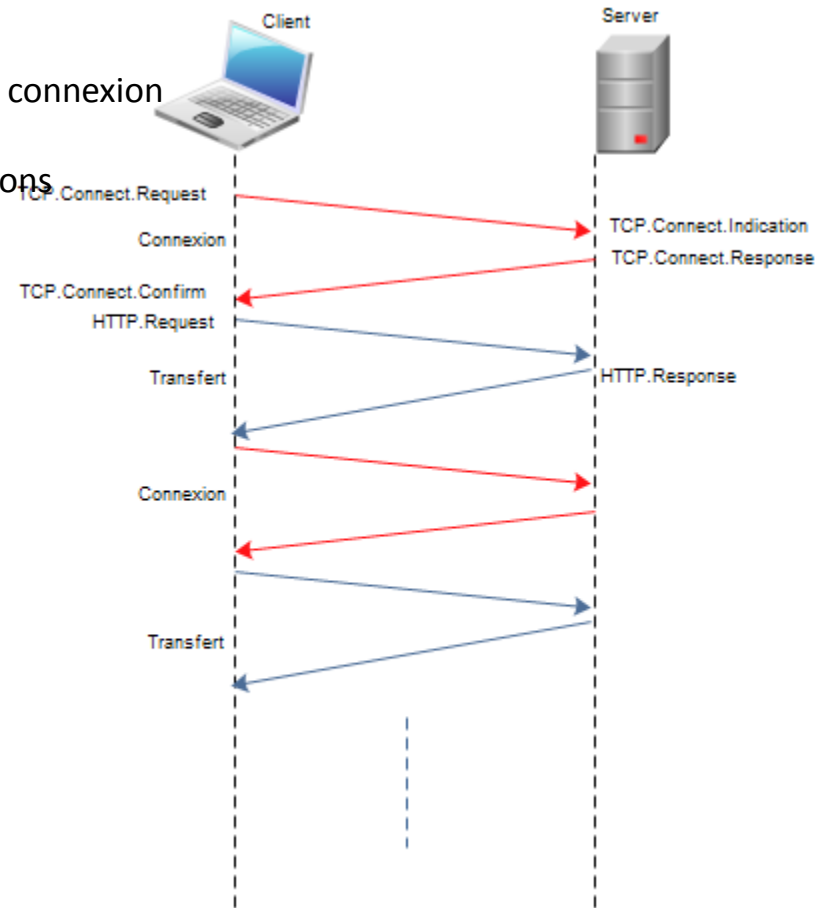 Client
Server
connexion
ons
TCP.Connect.Request
TCP.Connect.Indication
Connexion
TCP.Connect.Response
TCP.Connect.Confirm
HTTP.Request
Transfert
HTTP.Response
Connexion
Transfert